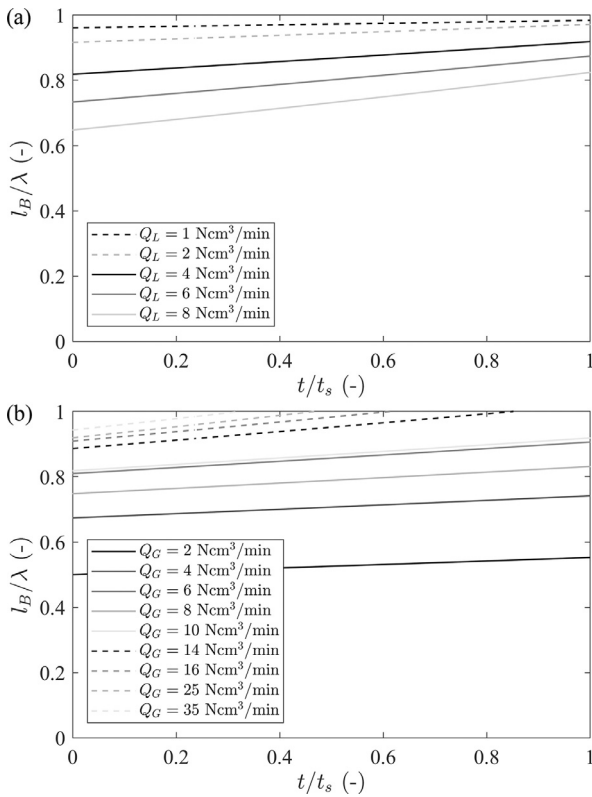 (a)
1
0.8
0.6
0.4
0.2
0
l_B/λ (-)
Q_L = 1 Ncm³/min
Q_L = 2 Ncm³/min
Q_L = 4 Ncm³/min
Q_L = 6 Ncm³/min
Q_L = 8 Ncm³/min
0 0.2 0.4 0.6 0.8 1
t/t_s (-)
(b)
1
0.8
0.6
0.4
0.2
0
l_B/λ (-)
Q_G = 2 Ncm³/min
Q_G = 4 Ncm³/min
Q_G = 6 Ncm³/min
Q_G = 8 Ncm³/min
Q_G = 10 Ncm³/min
Q_G = 14 Ncm³/min
Q_G = 16 Ncm³/min
Q_G = 25 Ncm³/min
Q_G = 35 Ncm³/min
0 0.2 0.4 0.6 0.8 1
t/t_s (-)